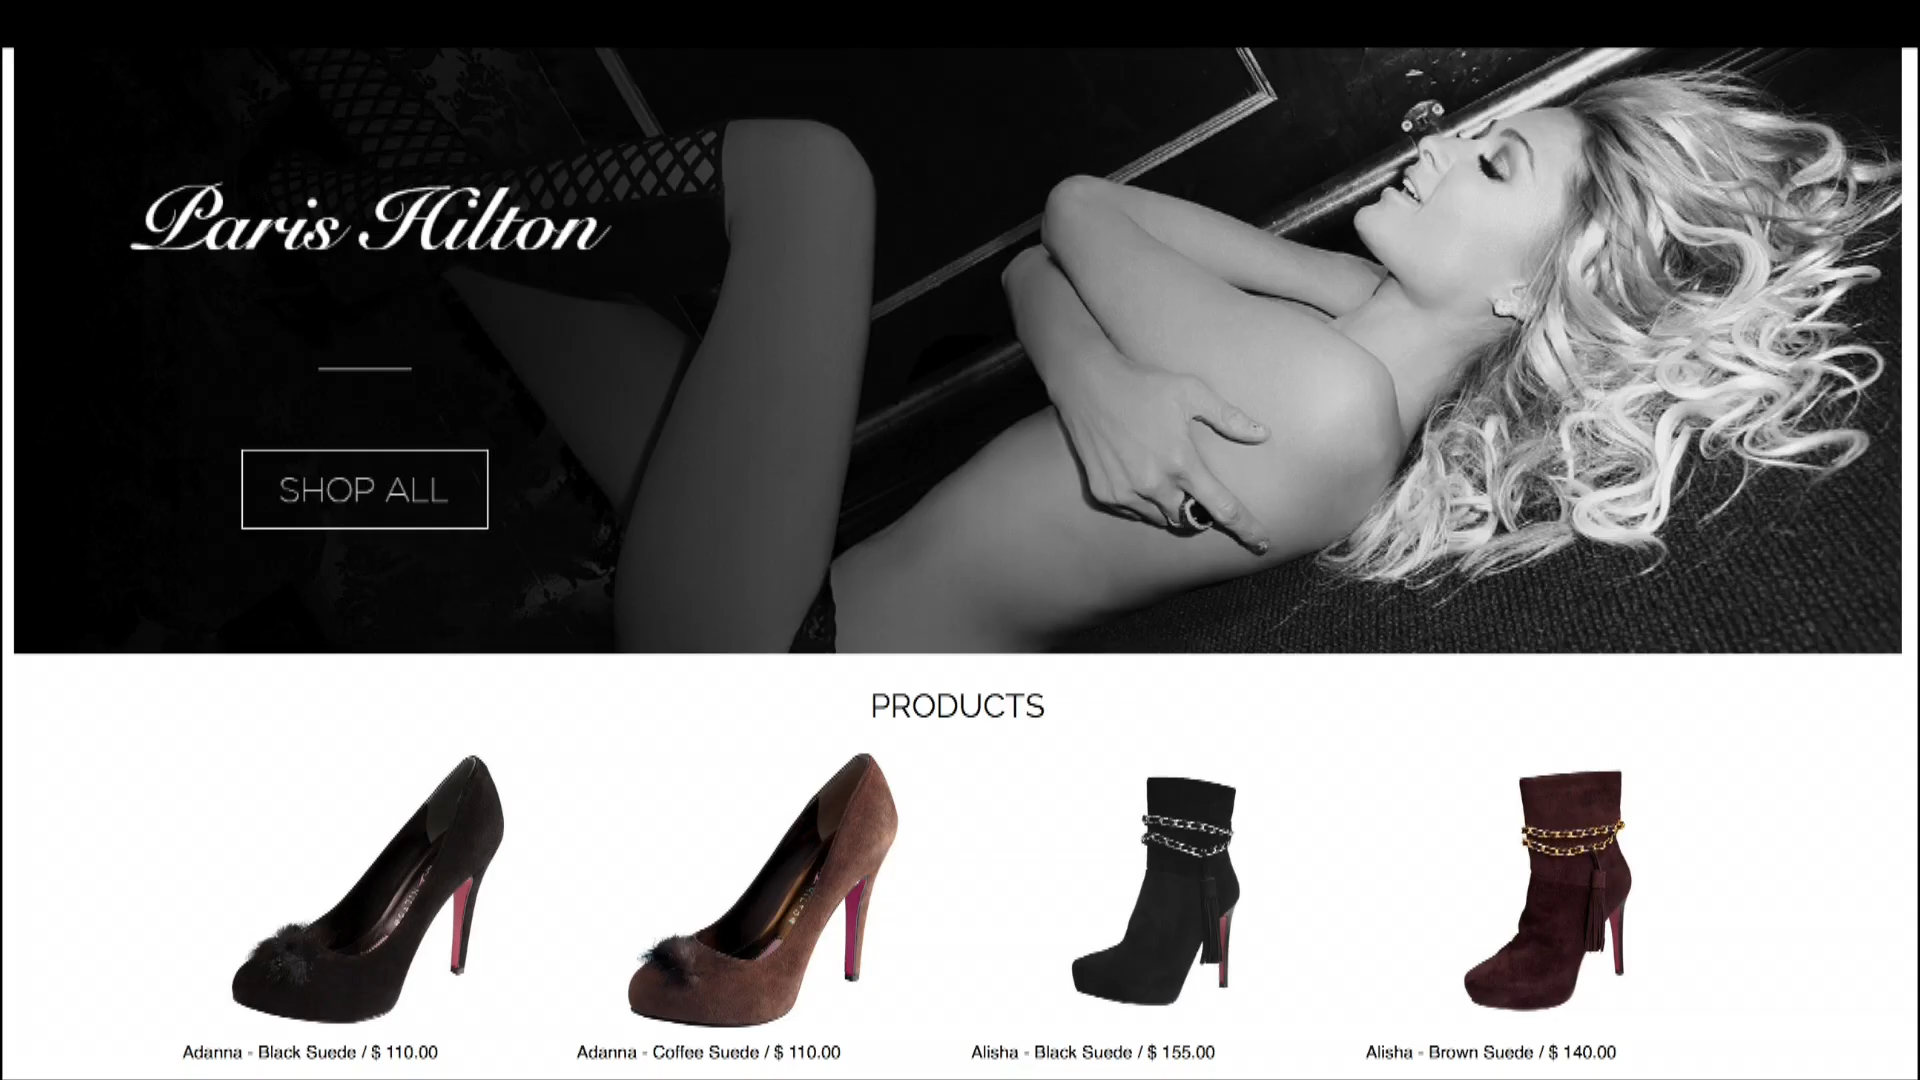 Paris Hilton
SHOP ALL
PRODUCTS
Adanna - Black Suede / $ 110.00
Adanna - Coffee Suede / $ 110.00
Alisha - Black Suede / $ 155.00
Alisha - Brown Suede / $ 140.00